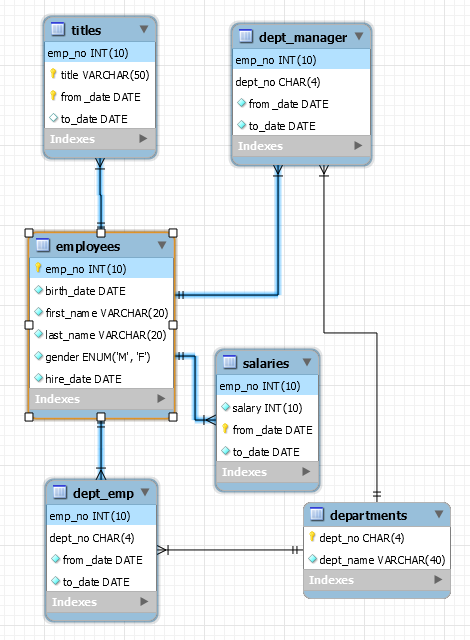 titles
emp_no INT(10)
title VARCHAR(50)
from _date DATE
to_date DATE
Indexes
dept_manager
emp_no INT(10)
dept_no CHAR(4)
from _date DATE
to_date DATE
Indexes
employees
emp_no INT(10)
birth_date DATE
first_name VARCHAR(20)
last_name VARCHAR(20)
gender ENUM('M', 'F')
hire_date DATE
Indexes
salaries
emp_no INT(10)
salary INT(10)
from _date DATE
to_date DATE
Indexes
dept_emp
emp_no INT(10)
dept_no CHAR(4)
from _date DATE
to_date DATE
Indexes
departments
dept_no CHAR(4)
dept_name VARCHAR(40)
Indexes